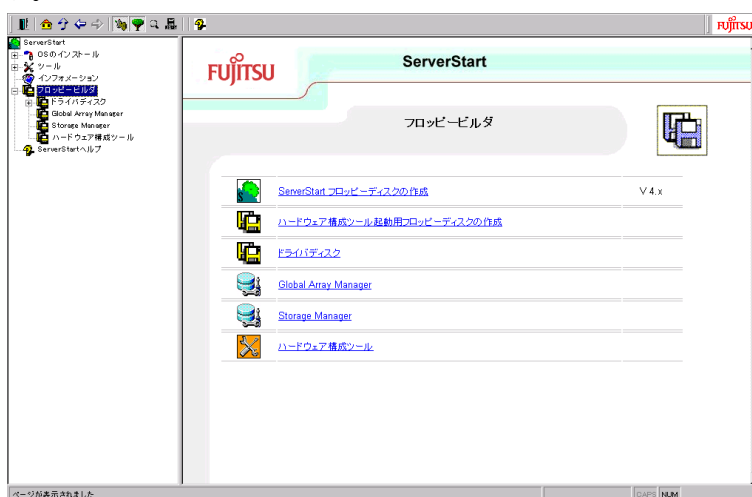 FUJITSU
ServerStart
OSのインストール
ツール
インフォメーション
フロッピービルダ
ドライバディスク
Global Array Manager
Storage Manager
ハードウェア構成ツール
ServerStartヘルプ
FUJITSU
ServerStart
フロッピービルダ
ServerStart フロッピーディスクの作成
V 4.x
ハードウェア構成ツール起動用フロッピーディスクの作成
ドライバディスク
Global Array Manager
Storage Manager
ハードウェア構成ツール
ページが表示されました
CAPS
NUM